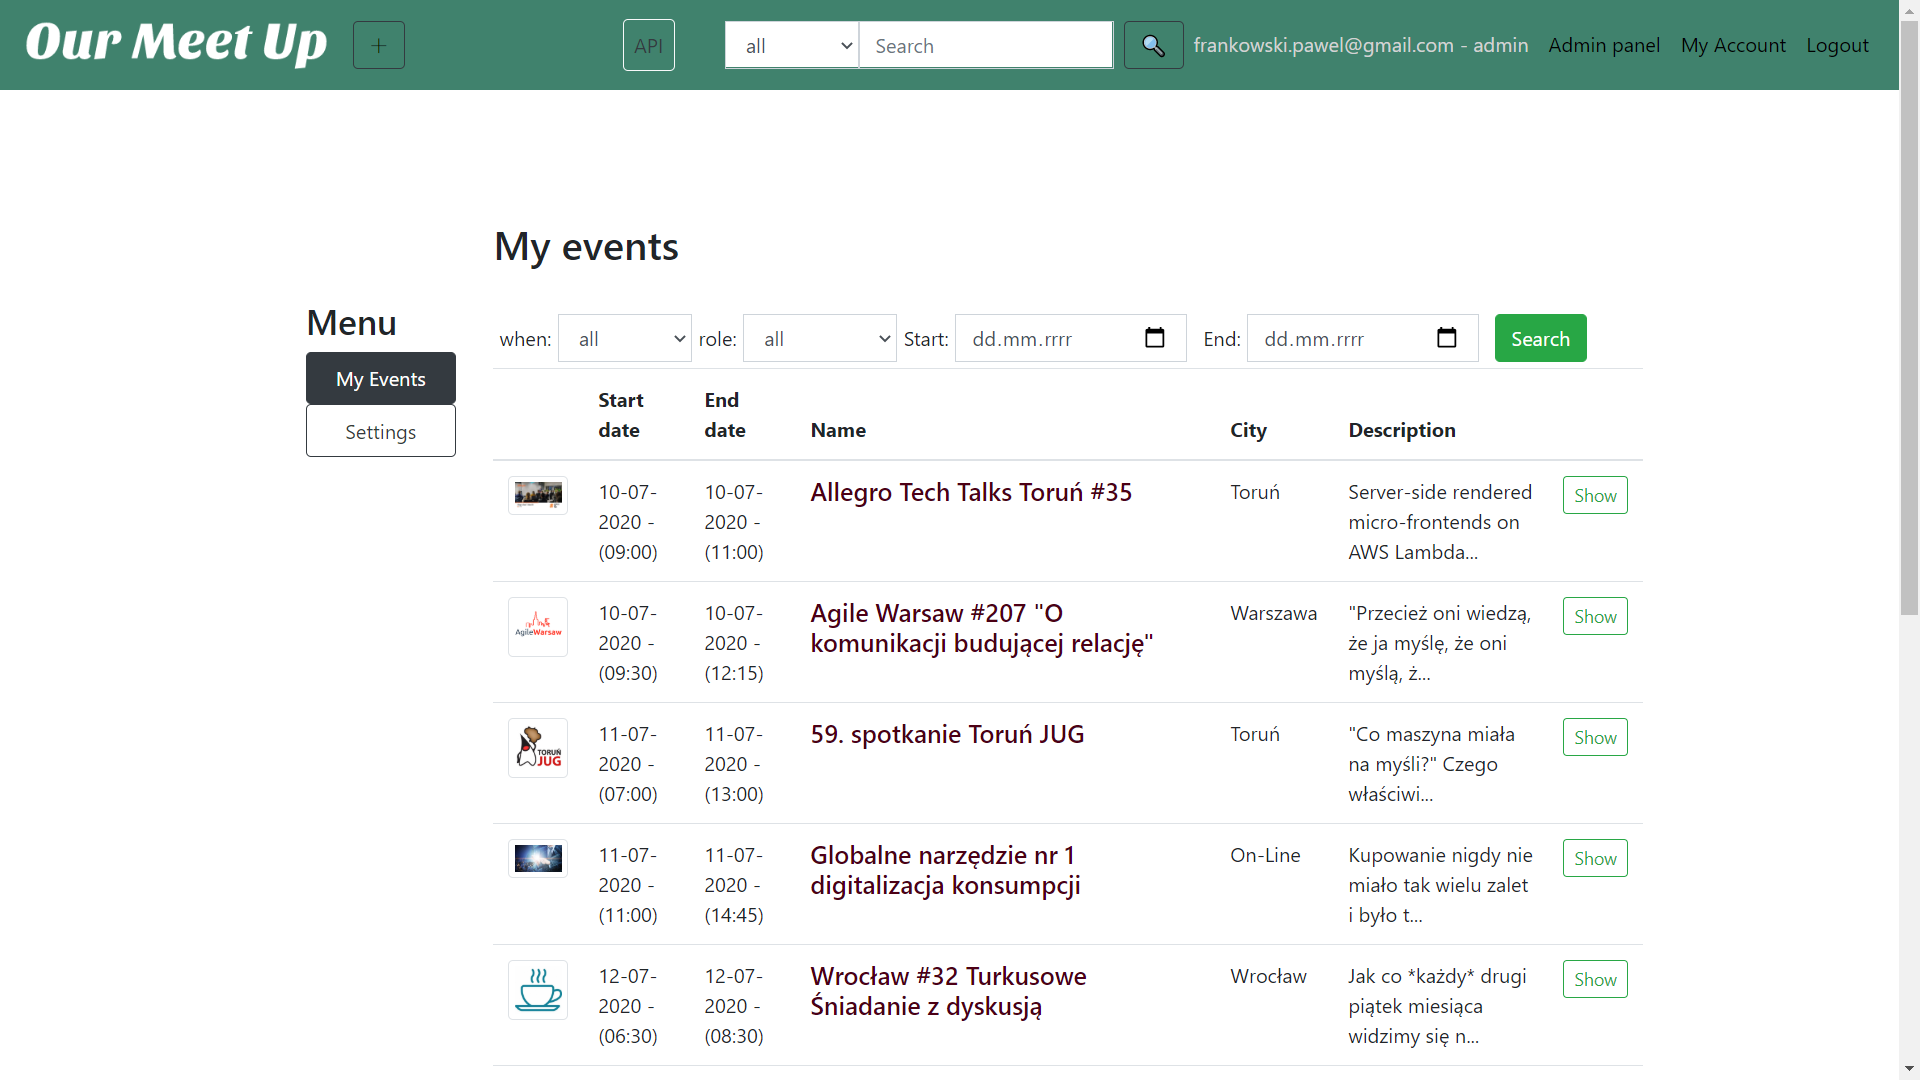 Our Meet Up + API all Search frankowski.pawel@gmail.com - admin Admin panel My Account Logout
My events
Menu
My Events
Settings
when: all role: all Start: dd.mm.rrrr End: dd.mm.rrrr Search
Start date End date Name City Description
10-07-
2020 -
(09:00)
10-07-
2020 -
(11:00)
Allegro Tech Talks Toruń #35
Toruń
Server-side rendered
micro-frontends on
AWS Lambda...
Show
AgileWarsaw
10-07-
2020 -
(09:30)
10-07-
2020 -
(12:15)
Agile Warsaw #207 "O
komunikacji budującej relację"
Warszawa
"Przecież oni wiedzą,
że ja myślę, że oni
myślą, ż...
Show
TORUŃ
JUG
11-07-
2020 -
(07:00)
11-07-
2020 -
(13:00)
59. spotkanie Toruń JUG
Toruń
"Co maszyna miała
na myśli?" Czego
właściwi...
Show
11-07-
2020 -
(11:00)
11-07-
2020 -
(14:45)
Globalne narzędzie nr 1
digitalizacja konsumpcji
On-Line
Kupowanie nigdy nie
miało tak wielu zalet
i było t...
Show
12-07-
2020 -
(06:30)
12-07-
2020 -
(08:30)
Wrocław #32 Turkusowe
Śniadanie z dyskusją
Wrocław
Jak co *każdy* drugi
piątek miesiąca
widzimy się n...
Show